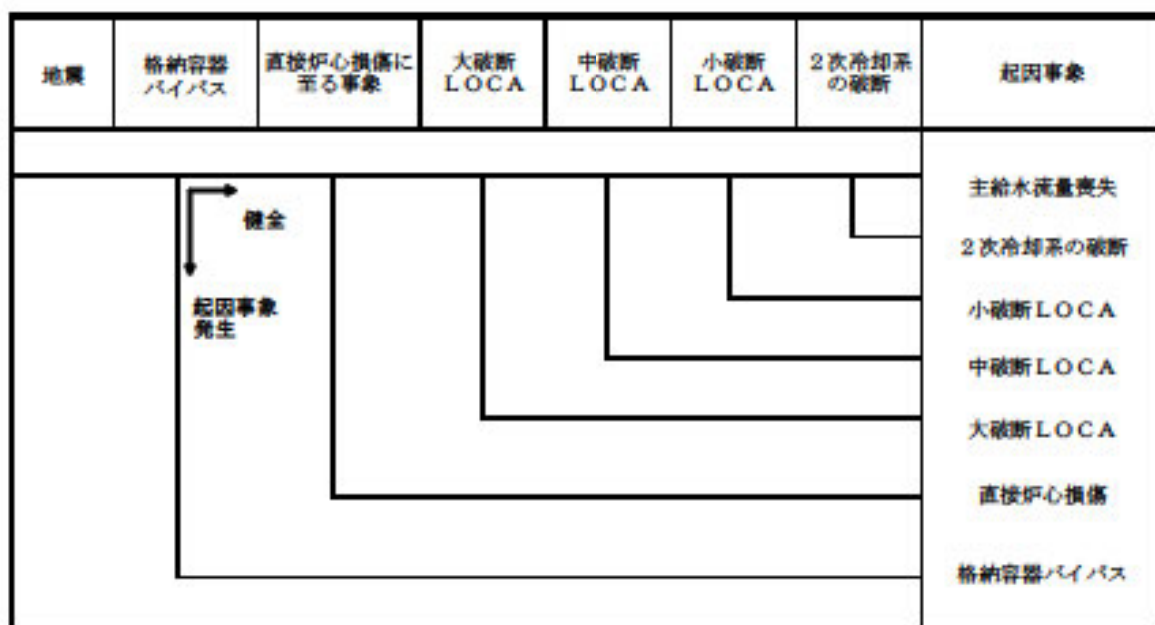 地震
格納容器
バイパス
直接炉心損傷に
至る事象
大破断
LOCA
中破断
LOCA
小破断
LOCA
2次冷却系
の破断
起因事象
健全
起因事象
発生
主給水流量喪失
2次冷却系の破断
小破断LOCA
中破断LOCA
大破断LOCA
直接炉心損傷
格納容器バイパス